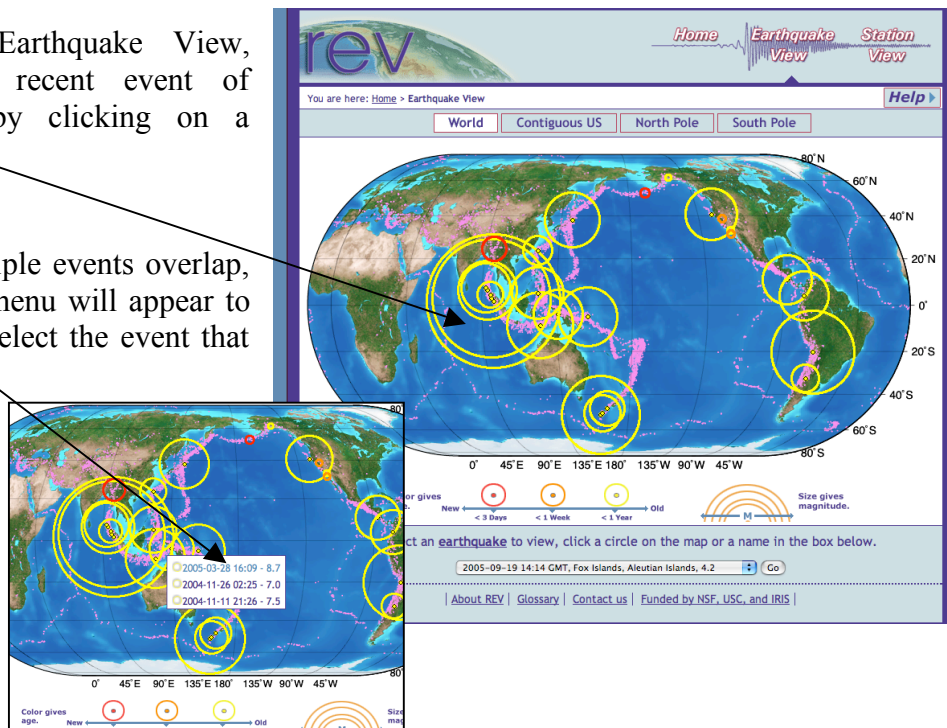 Earthquake View,
recent event of
by clicking on a
ple events overlap,
menu will appear to
elect the event that
rev
Home
Earthquake
View
Station
View
You are here: Home > Earthquake View
Help
World
Contiguous US
North Pole
South Pole
80°N
60°N
40°N
20°N
0°
20°S
40°S
60°S
80°S
0° 45°E 90°E 135°E 180° 135°W 90°W 45°W
or gives
e.
New
Old
< 3 Days
< 1 Week
< 1 Year
M
Size gives
magnitude.
ct an earthquake to view, click a circle on the map or a name in the box below.
2005-09-19 14:14 GMT, Fox Islands, Aleutian Islands, 4.2
Go
| About REV | Glossary | Contact us | Funded by NSF, USC, and IRIS |
80
2005-03-28 16:09 - 8.7
2004-11-26 02:25 - 7.0
2004-11-11 21:26 - 7.5
80
0° 45°E 90°E 135°E 180° 135°W 90°W 45°W
Color gives
age.
New
Old
Size
mag